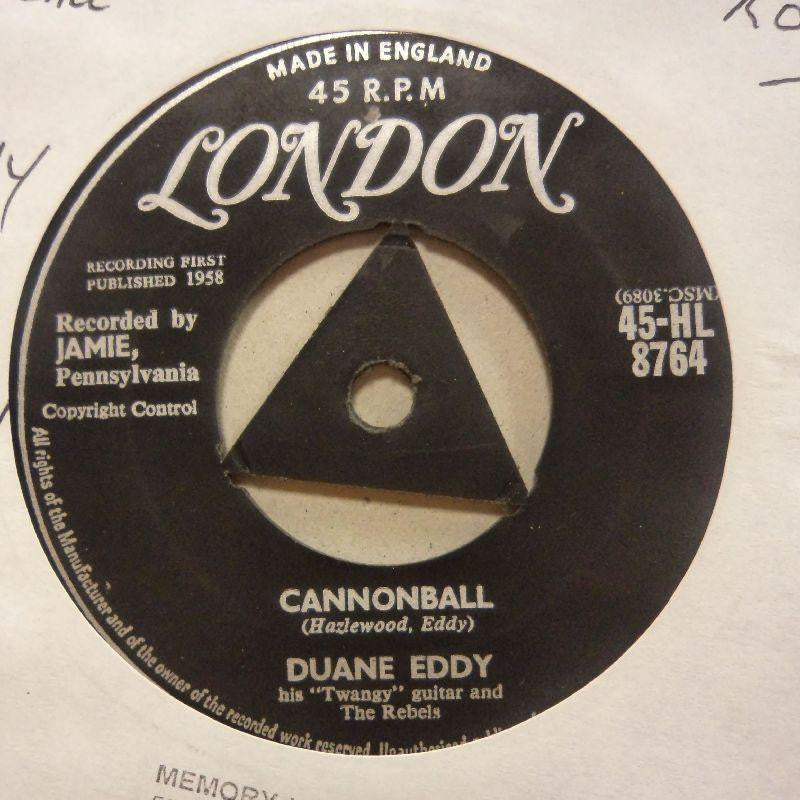 MADE IN ENGLAND
45 R.P.M
LONDON
RECORDING FIRST
PUBLISHED 1958
Recorded by
JAMIE,
Pennsylvania
Copyright Control
(MSC.3089)
45-HL
8764
CANNONBALL
(Hazlewood, Eddy)
DUANE EDDY
his "Twangy" guitar and
The Rebels
All rights of the Manufacturer and of the owner of the recorded work reserved. Unauthorised
MEMORY